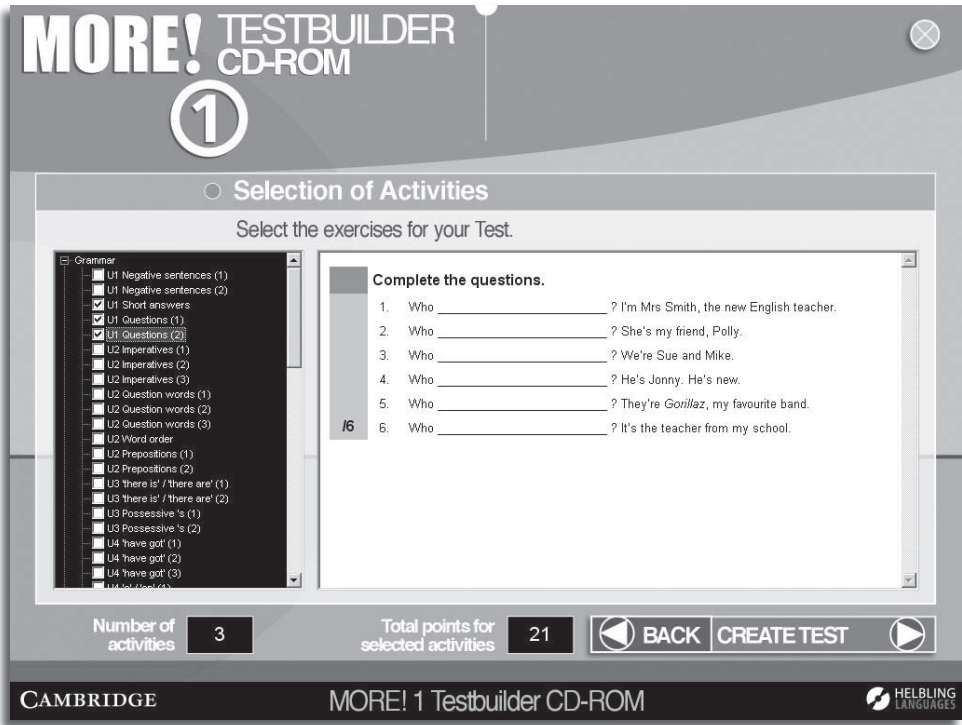 MORE! TESTBUILDER
CD-ROM
1
Selection of Activities
Select the exercises for your Test.
Grammar
U1 Negative sentences (1)
U1 Negative sentences (2)
U1 Short answers
U1 Questions (1)
U1 Questions (2)
U2 Imperatives (1)
U2 Imperatives (2)
U2 Imperatives (3)
U2 Question words (1)
U2 Question words (2)
U2 Question words (3)
U2 Word order
U2 Prepositions (1)
U2 Prepositions (2)
U3 'there is' / 'there are' (1)
U3 'there is' / 'there are' (2)
U3 Possessive 's (1)
U3 Possessive 's (2)
U4 'have got' (1)
U4 'have got' (2)
U4 'have got' (3)
Complete the questions.
1. Who ____________________ ? I'm Mrs Smith, the new English teacher.
2. Who ____________________ ? She's my friend, Polly.
3. Who ____________________ ? We're Sue and Mike.
4. Who ____________________ ? He's Jonny. He's new.
5. Who ____________________ ? They're Gorillaz, my favourite band.
/6 6. Who ____________________ ? It's the teacher from my school.
Number of
activities
3
Total points for
selected activities
21
BACK
CREATE TEST
CAMBRIDGE
MORE! 1 Testbuilder CD-ROM
HELBLING
LANGUAGES